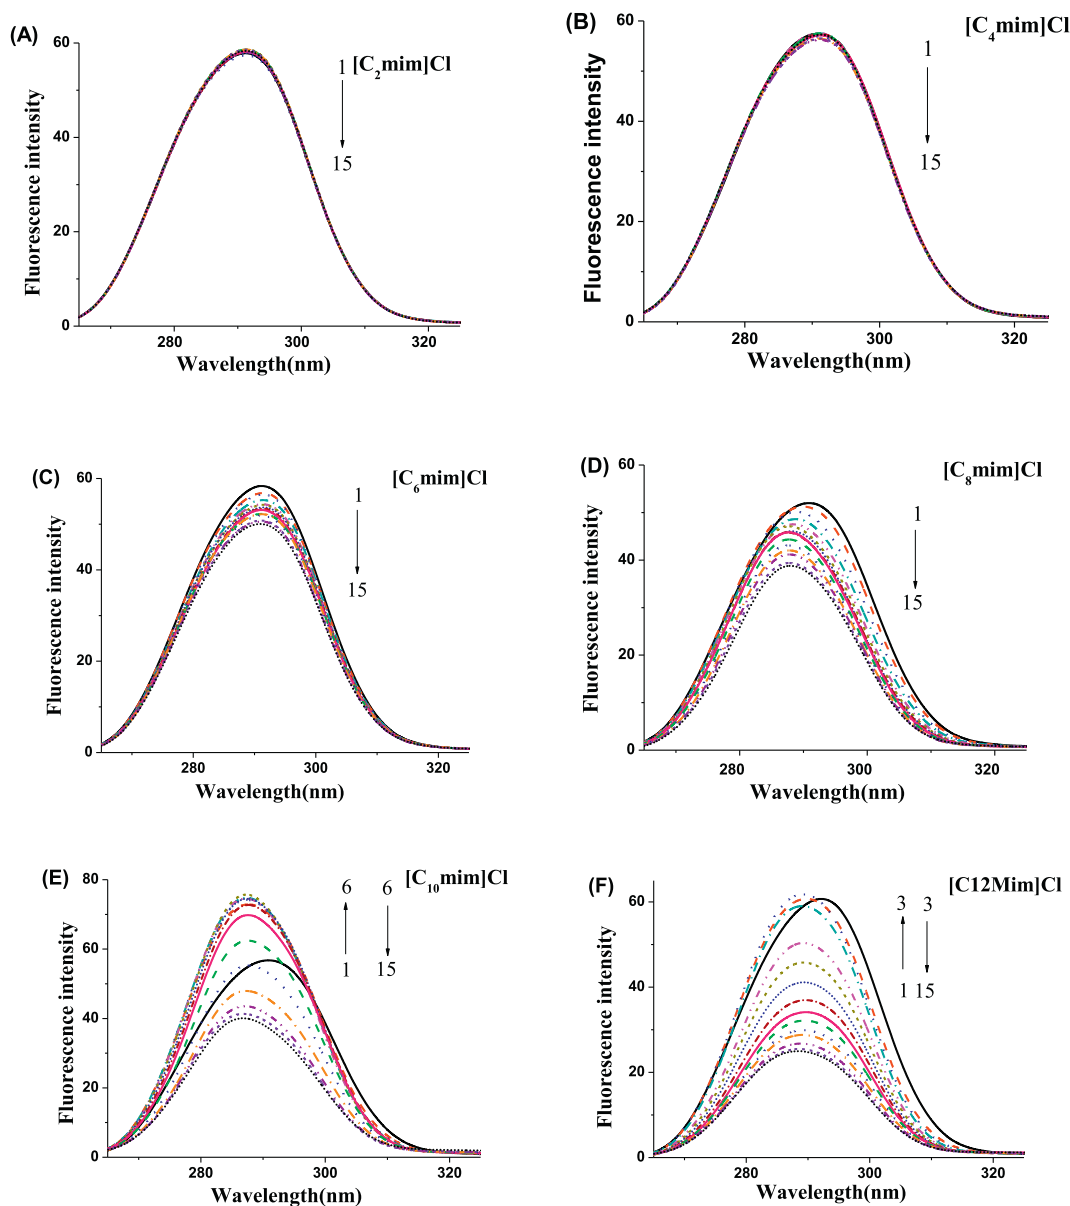 (A)
[C2mim]Cl
1
15
60
40
20
0
280
300
320
Fluorescence intensity
Wavelength(nm)
(B)
[C4mim]Cl
1
15
60
40
20
0
280
300
320
Fluorescence intensity
Wavelength(nm)
(C)
[C6mim]Cl
1
15
60
40
20
0
280
300
320
Fluorescence intensity
Wavelength(nm)
(D)
[C8mim]Cl
1
15
60
40
20
0
280
300
320
Fluorescence intensity
Wavelength(nm)
(E)
[C10mim]Cl
6 6
1 15
80
60
40
20
0
280
300
320
Fluorescence intensity
Wavelength(nm)
(F)
[C12Mim]Cl
3 3
1 15
60
40
20
0
280
300
320
Fluorescence intensity
Wavelength(nm)